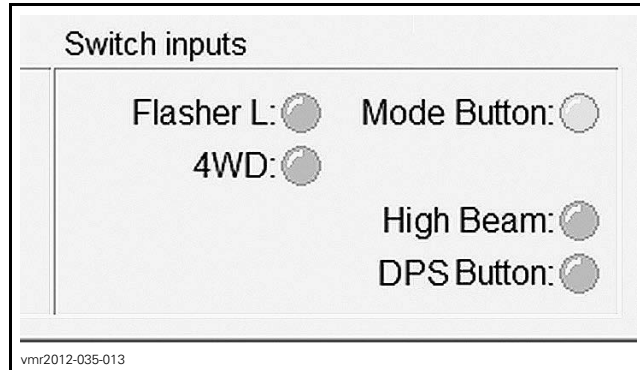 Switch inputs
Flasher L: Mode Button:
4WD:
High Beam:
DPS Button:
vmr2012-035-013